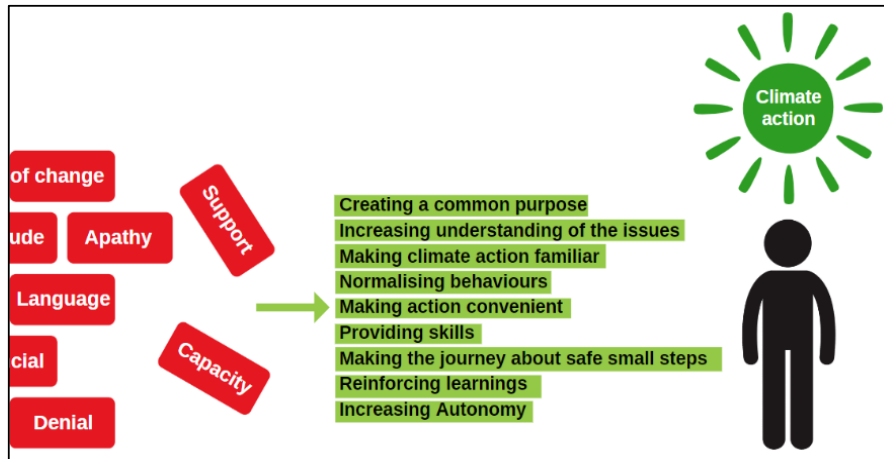 Climate
action
of change
Support
ude
Apathy
Language
cial
Capacity
Denial
Creating a common purpose
Increasing understanding of the issues
Making climate action familiar
Normalising behaviours
Making action convenient
Providing skills
Making the journey about safe small steps
Reinforcing learnings
Increasing Autonomy